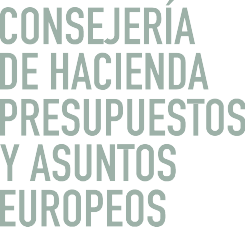 CONSEJERÍA
DE HACIENDA
PRESUPUESTOS
Y ASUNTOS
EUROPEOS